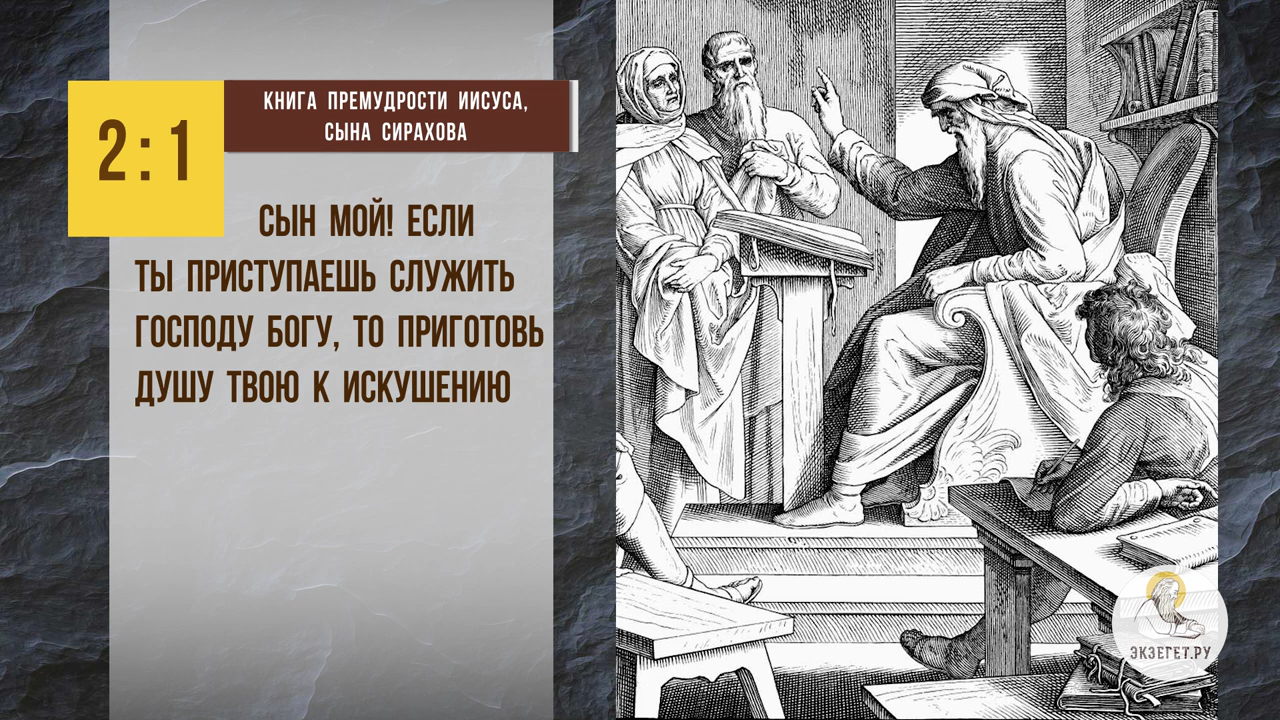 2:1
КНИГА ПРЕМУДРОСТИ ИИСУСА,
СЫНА СИРАХОВА
СЫН МОЙ! ЕСЛИ
ТЫ ПРИСТУПАЕШЬ СЛУЖИТЬ
ГОСПОДУ БОГУ, ТО ПРИГОТОВЬ
ДУШУ ТВОЮ К ИСКУШЕНИЮ
ЭКЗЕГЕТ.РУ